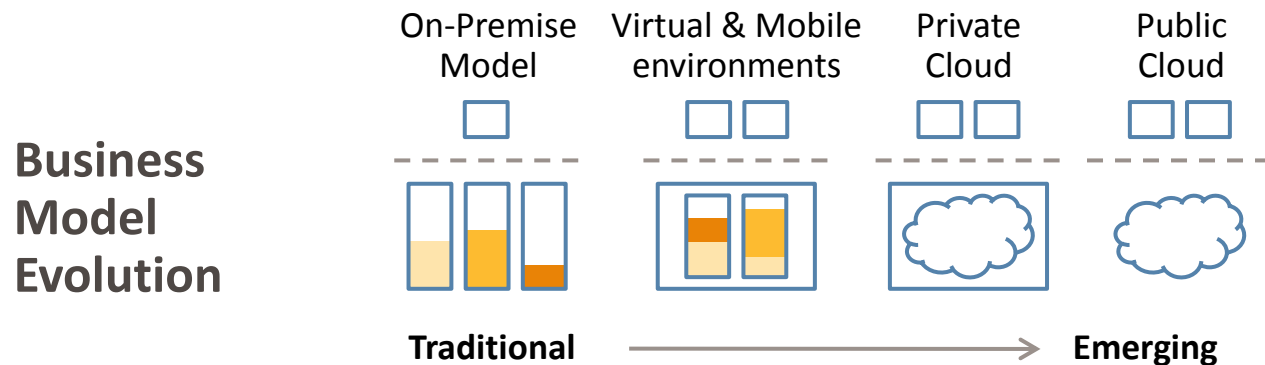 On-Premise
Model
Virtual & Mobile
environments
Private
Cloud
Public
Cloud
Business
Model
Evolution
Traditional
Emerging